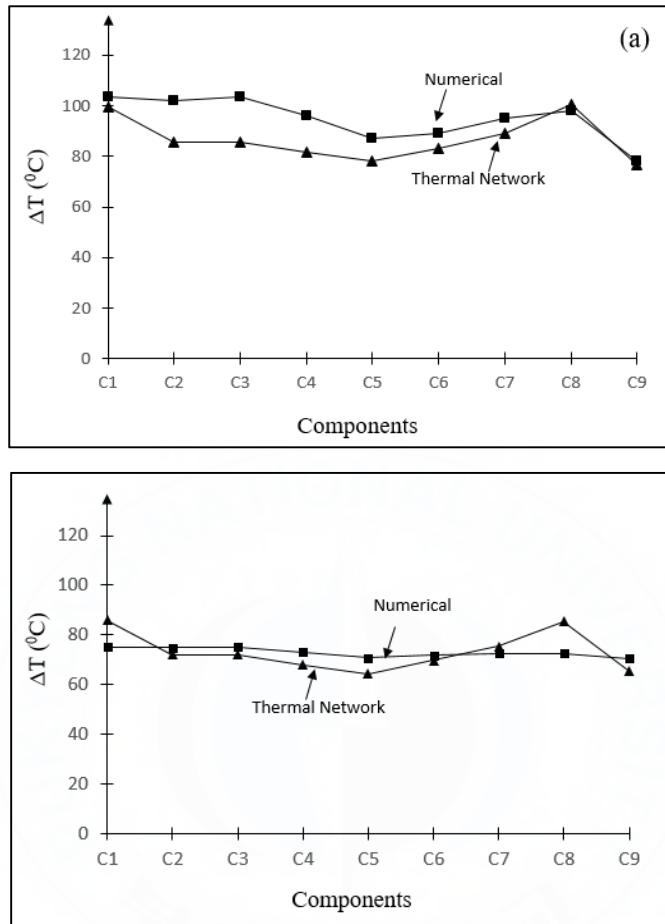 (a)
120
100
80
60
40
20
0
ΔT (⁰C)
Numerical
Thermal Network
C1 C2 C3 C4 C5 C6 C7 C8 C9
Components
120
100
80
60
40
20
0
ΔT (⁰C)
Numerical
Thermal Network
C1 C2 C3 C4 C5 C6 C7 C8 C9
Components